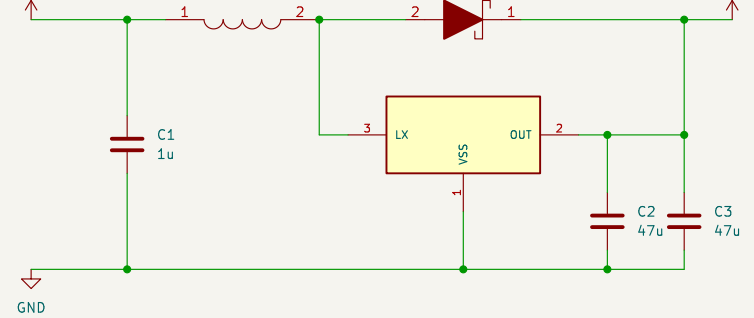 1 2 2 1
C1
1u
3 LX OUT 2
VSS
1
C2 C3
47u 47u
GND